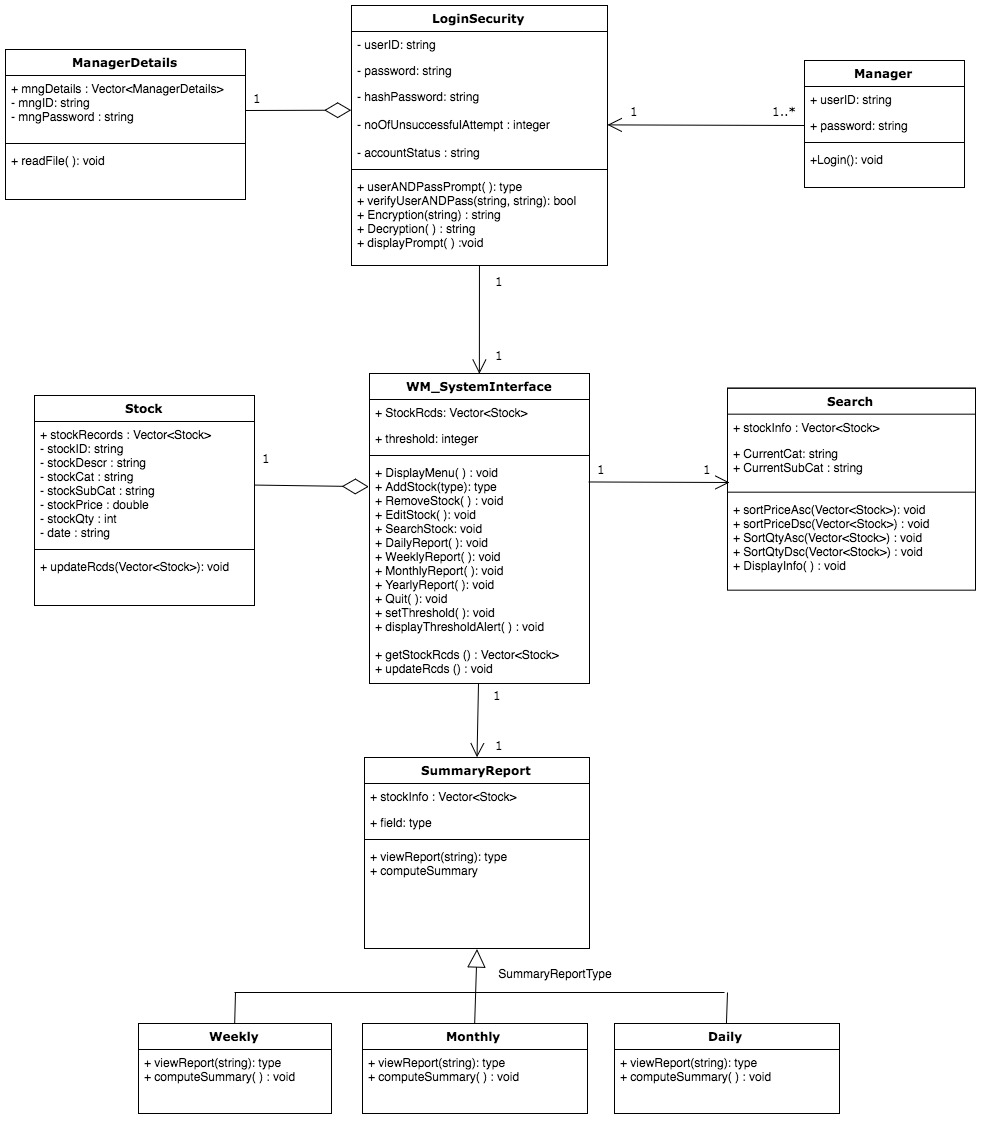 LoginSecurity
- userID: string
- password: string
- hashPassword: string
- noOfUnsuccessfulAttempt : integer
- accountStatus : string
+ userANDPassPrompt( ): type
+ verifyUserANDPass(string, string): bool
+ Encryption(string) : string
+ Decryption( ) : string
+ displayPrompt( ) :void
ManagerDetails
+ mngDetails : Vector<ManagerDetails>
- mngID: string
- mngPassword : string
+ readFile( ): void
1
Manager
+ userID: string
+ password: string
+Login(): void
1
1..*
1
1
WM_SystemInterface
+ StockRcds: Vector<Stock>
+ threshold: integer
+ DisplayMenu( ) : void
+ AddStock(type): type
+ RemoveStock( ) : void
+ EditStock( ): void
+ SearchStock: void
+ DailyReport( ): void
+ WeeklyReport( ): void
+ MonthlyReport( ): void
+ YearlyReport( ): void
+ Quit( ): void
+ setThreshold( ): void
+ displayThresholdAlert( ) : void
+ getStockRcds () : Vector<Stock>
+ updateRcds () : void
Stock
+ stockRecords : Vector<Stock>
- stockID: string
- stockDescr : string
- stockCat : string
- stockSubCat : string
- stockPrice : double
- stockQty : int
- date : string
+ updateRcds(Vector<Stock>): void
1
Search
+ stockInfo : Vector<Stock>
+ CurrentCat: string
+ CurrentSubCat : string
+ sortPriceAsc(Vector<Stock>): void
+ sortPriceDsc(Vector<Stock>) : void
+ SortQtyAsc(Vector<Stock>) : void
+ SortQtyDsc(Vector<Stock>) : void
+ DisplayInfo( ) : void
1
1
1
1
SummaryReport
+ stockInfo : Vector<Stock>
+ field: type
+ viewReport(string): type
+ computeSummary
SummaryReportType
Weekly
+ viewReport(string): type
+ computeSummary( ) : void
Monthly
+ viewReport(string): type
+ computeSummary( ) : void
Daily
+ viewReport(string): type
+ computeSummary( ) : void